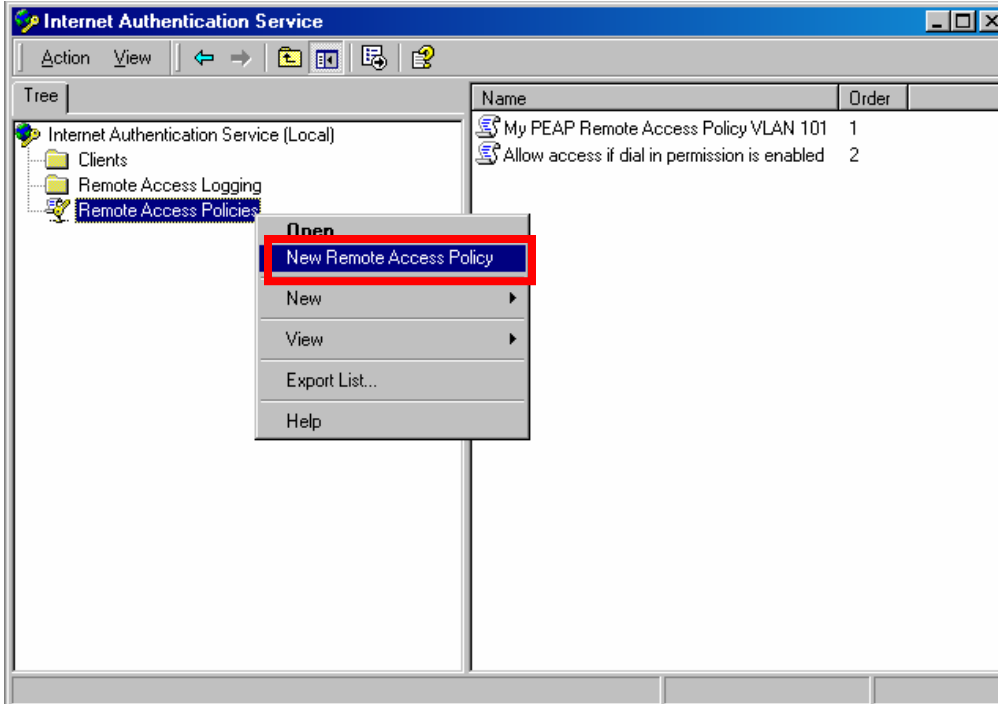 Internet Authentication Service
Action View
Tree
Name Order
Internet Authentication Service (Local)
Clients
Remote Access Logging
Remote Access Policies
My PEAP Remote Access Policy VLAN 101 1
Allow access if dial in permission is enabled 2
Open
New Remote Access Policy
New
View
Export List...
Help